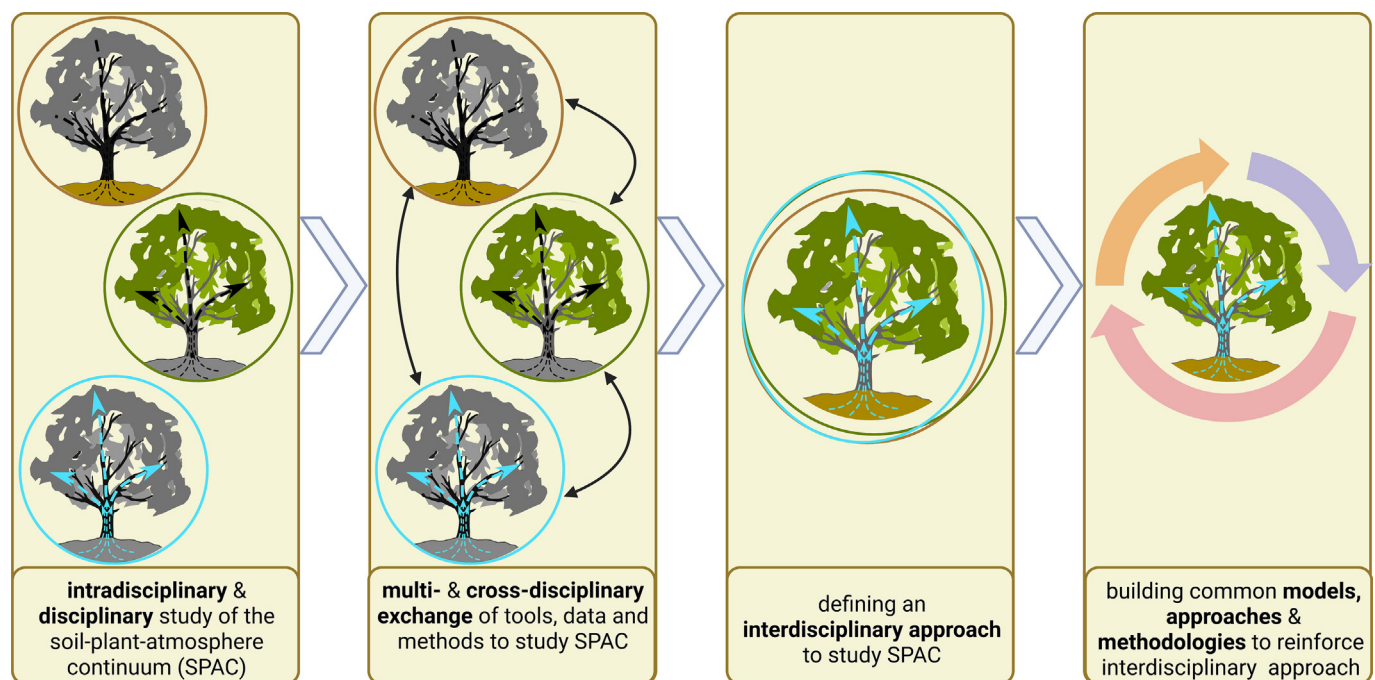 intradisciplinary &
disciplinary study of the
soil-plant-atmosphere
continuum (SPAC)
multi- & cross-disciplinary
exchange of tools, data and
methods to study SPAC
defining an
interdisciplinary approach
to study SPAC
building common models,
approaches &
methodologies to reinforce
interdisciplinary approach